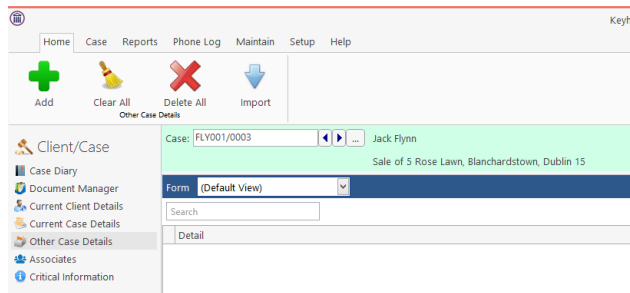 Keyh
Home Case Reports Phone Log Maintain Setup Help
Add Clear All Delete All Import
Other Case Details
Client/Case
Case: FLY001/0003 ... Jack Flynn
Sale of 5 Rose Lawn, Blanchardstown, Dublin 15
Case Diary
Document Manager
Current Client Details
Current Case Details
Other Case Details
Associates
Critical Information
Form (Default View)
Search
Detail